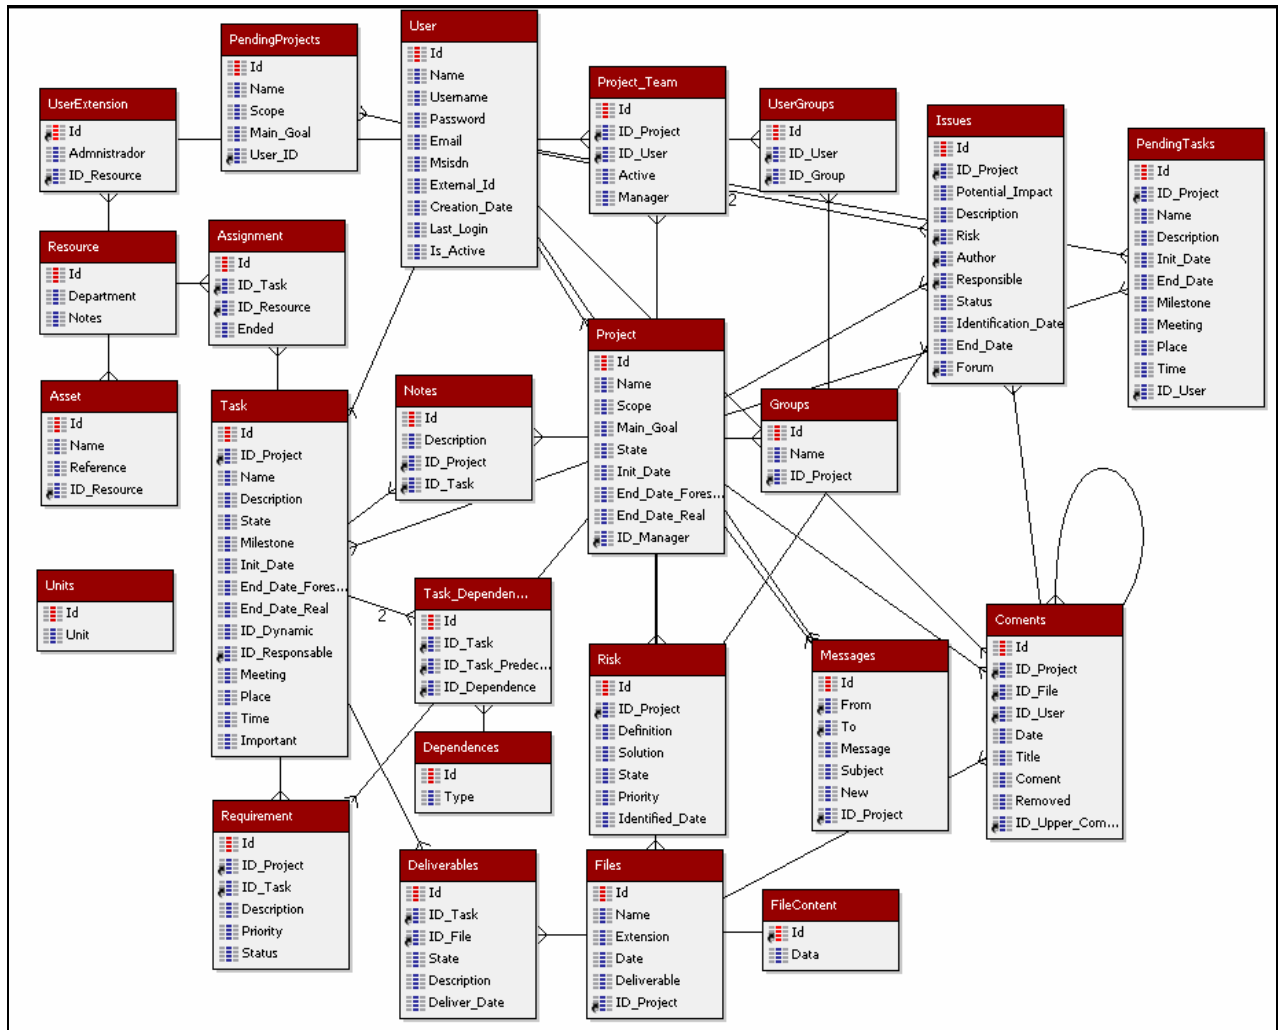 User
Id
Name
Username
Password
Email
Msisdn
External_Id
Creation_Date
Last_Login
Is_Active
PendingProjects
Id
Name
Scope
Main_Goal
User_ID
UserExtension
Id
Admnistrador
ID_Resource
Project_Team
Id
ID_Project
ID_User
Active
Manager
UserGroups
Id
ID_User
ID_Group
2
Issues
Id
ID_Project
Potential_Impact
Description
Risk
Author
Responsible
Status
Identification_Date
End_Date
Forum
PendingTasks
Id
ID_Project
Name
Description
Init_Date
End_Date
Milestone
Meeting
Place
Time
ID_User
Resource
Id
Department
Notes
Assignment
Id
ID_Task
ID_Resource
Ended
Asset
Id
Name
Reference
ID_Resource
Task
Id
ID_Project
Name
Description
State
Milestone
Init_Date
End_Date_Fores...
End_Date_Real
ID_Dynamic
ID_Responsable
Meeting
Place
Time
Important
Notes
Id
Description
ID_Project
ID_Task
Project
Id
Name
Scope
Main_Goal
State
Init_Date
End_Date_Fores...
End_Date_Real
ID_Manager
Groups
Id
Name
ID_Project
Units
Id
Unit
2
Task_Dependen...
Id
ID_Task
ID_Task_Predec...
ID_Dependence
Dependences
Id
Type
Risk
Id
ID_Project
Definition
Solution
State
Priority
Identified_Date
Messages
Id
From
To
Message
Subject
New
ID_Project
Coments
Id
ID_Project
ID_File
ID_User
Date
Title
Coment
Removed
ID_Upper_Com...
Requirement
Id
ID_Project
ID_Task
Description
Priority
Status
Deliverables
Id
ID_Task
ID_File
State
Description
Deliver_Date
Files
Id
Name
Extension
Date
Deliverable
ID_Project
FileContent
Id
Data